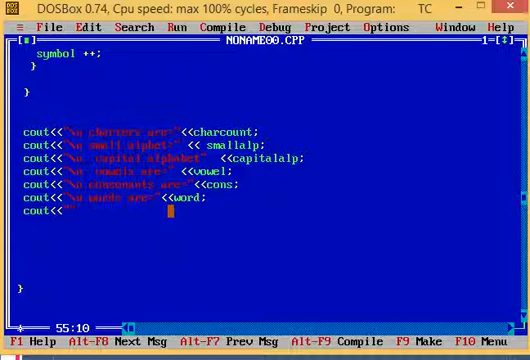 DOSBox 0.74, Cpu speed: max 100% cycles, Frameskip 0, Program: TC
≡ File Edit Search Run Compile Debug Project Options Window Help
[■] NONAME00.CPP 1=[↕]
symbol ++;
}
}
cout<<"\n charcers are="<<charcount;
cout<<"\n small alphbet=" << smallalp;
cout<<"\n capital alphabet" <<capitalalp;
cout<<"\n vowels are="<<vowel;
cout<<"\n consonants are="<<cons;
cout<<"\n words are="<<word;
cout<<""
}
55:10
F1 Help Alt-F8 Next Msg Alt-F7 Prev Msg Alt-F9 Compile F9 Make F10 Menu